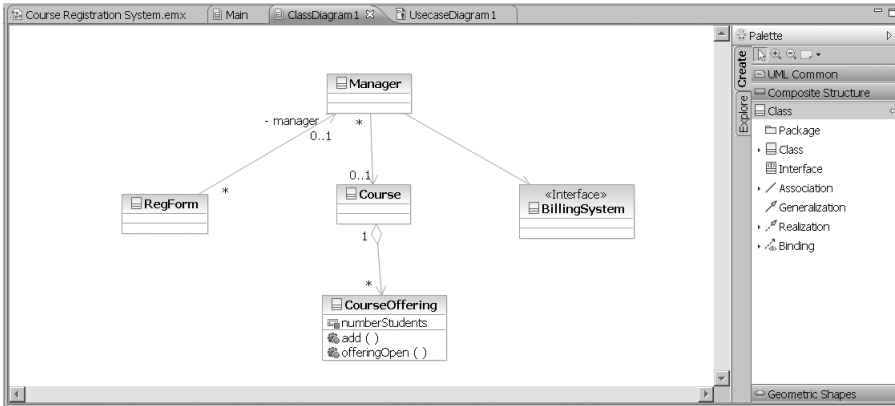 Course Registration System.emx
Main
ClassDiagram1
UsecaseDiagram1
Manager
- manager
0..1
*
*
0..1
RegForm
Course
«Interface»
BillingSystem
1
*
CourseOffering
numberStudents
add ( )
offeringOpen ( )
Create
Explore
Palette
UML Common
Composite Structure
Class
Package
Class
Interface
Association
Generalization
Realization
Binding
Geometric Shapes